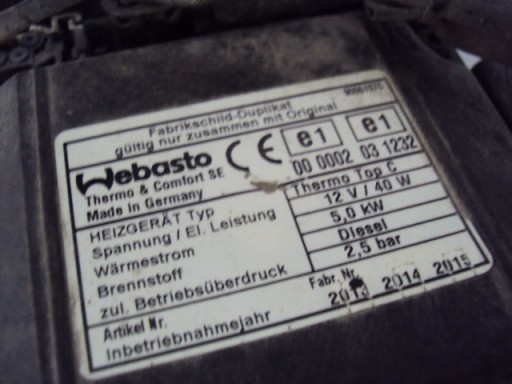 Fabrikschild-Duplikat
gültig nur zusammen mit Original
Webasto CE e1 e1
Thermo & Comfort SE 00 0002 03 1232
Made in Germany
HEIZGERÄT Typ Thermo Top C
Spannung / El. Leistung 12 V / 40 W
Wärmestrom 5,0 kW
Brennstoff Diesel
zul. Betriebsüberdruck 2,5 bar
Artikel Nr. Fabr. Nr.
Inbetriebnahmejahr 2013 2014 2015